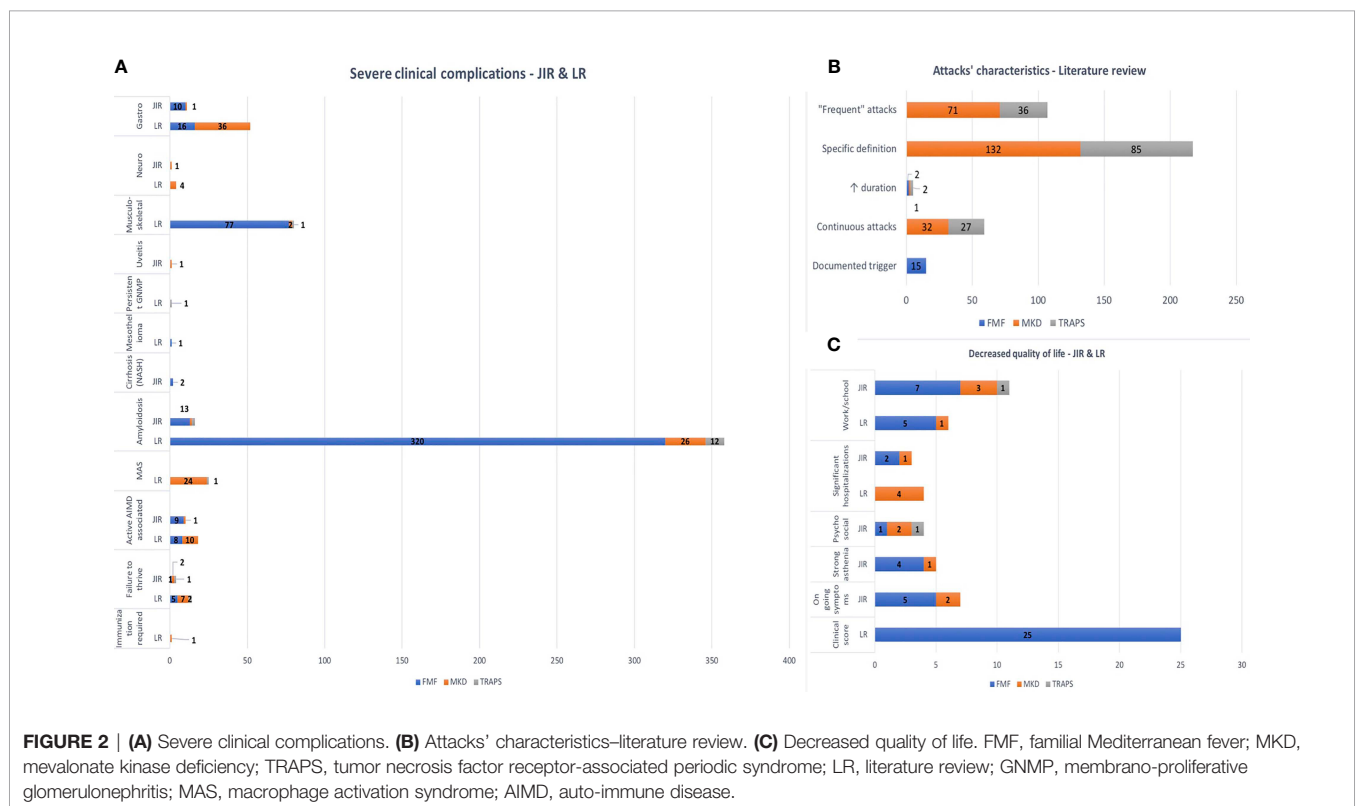 A
Severe clinical complications - JIR & LR
Gastro
JIR
10
1
LR
16
36
Neuro
JIR
1
LR
4
Musculo-
skeletal
LR
77
2
1
Uveitis
JIR
1
Persisten
t GNMP
LR
1
Mesothel
ioma
LR
1
Cirrhosis
(NASH)
JIR
2
Amyloidosis
JIR
13
LR
320
26
12
MAS
LR
24
1
Active AIMD
associated
JIR
9
1
LR
8
10
Failure to
thrive
2
JIR
1
1
LR
5
7
2
Immuniza
tion
required
LR
1
0
50
100
150
200
250
300
350
400
FMF
MKD
TRAPS
B
Attacks' characteristics - Literature review
"Frequent" attacks
71
36
Specific definition
132
85
↑ duration
2
2
1
Continuous attacks
32
27
Documented trigger
15
0
50
100
150
200
250
FMF
MKD
TRAPS
C
Decreased quality of life - JIR & LR
Work/school
JIR
7
3
1
LR
5
1
Significant
hospitalizations
JIR
2
1
LR
4
Psycho
social
JIR
1
2
1
Strong
asthenia
JIR
4
1
On
going
sympto
ms
JIR
5
2
Clinical
score
LR
25
0
5
10
15
20
25
30
FMF
MKD
TRAPS
FIGURE 2 | (A) Severe clinical complications. (B) Attacks' characteristics–literature review. (C) Decreased quality of life. FMF, familial Mediterranean fever; MKD,
mevalonate kinase deficiency; TRAPS, tumor necrosis factor receptor-associated periodic syndrome; LR, literature review; GNMP, membrano-proliferative
glomerulonephritis; MAS, macrophage activation syndrome; AIMD, auto-immune disease.